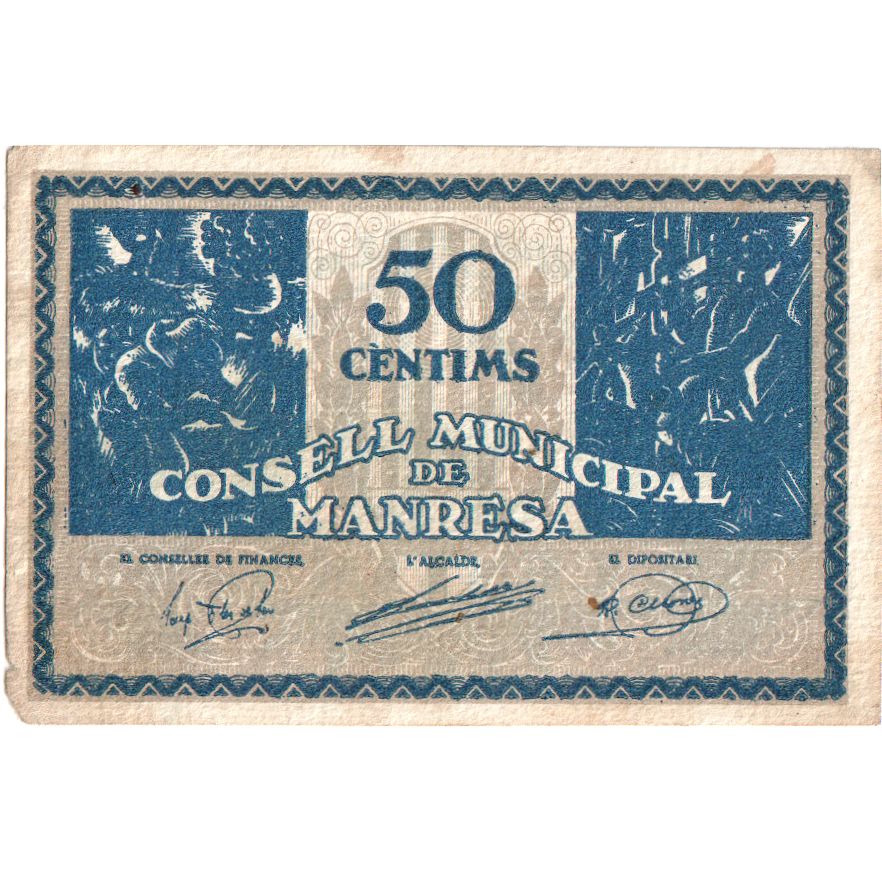 50
CÈNTIMS
CONSELL MUNICIPAL
DE
MANRESA
EL CONSELLER DE FINANCES, L'ALCALDE, EL DIPOSITARI,